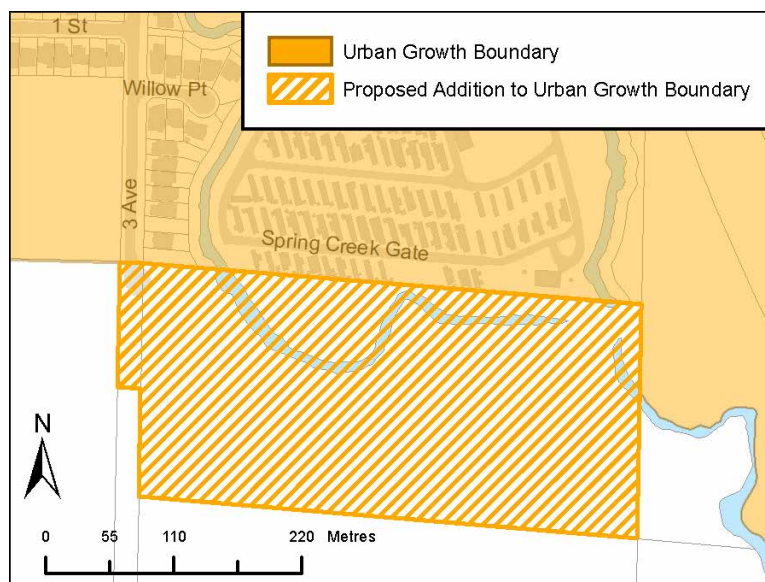 1 St
Urban Growth Boundary
Willow Pt
Proposed Addition to Urban Growth Boundary
3 Ave
Spring Creek Gate
N
0 55 110 220 Metres